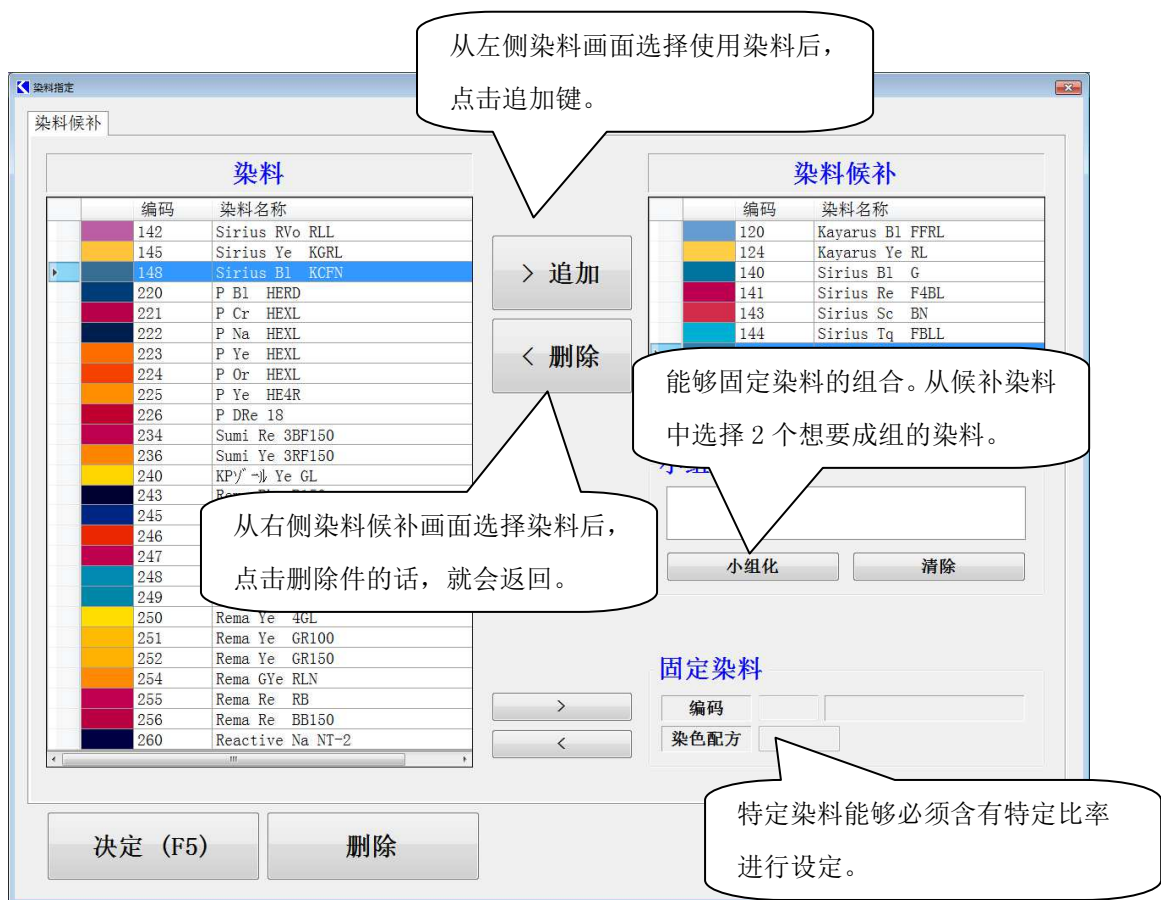 从左侧染料画面选择使用染料后，
点击追加键。
染料指定
染料候补
染料
编码 染料名称
142 Sirius RVo RLL
145 Sirius Ye KGRL
148 Sirius Bl KCFN
220 P Bl HERD
221 P Cr HEXL
222 P Na HEXL
223 P Ye HEXL
224 P Or HEXL
225 P Ye HE4R
226 P DRe 18
234 Sumi Re 3BF150
236 Sumi Ye 3RF150
240 KPｿﾞｰﾙ Ye GL
243
245
246
247
248
249
250 Rema Ye 4GL
251 Rema Ye GR100
252 Rema Ye GR150
254 Rema GYe RLN
255 Rema Re RB
256 Rema Re BB150
260 Reactive Na NT-2
> 追加
< 删除
从右侧染料候补画面选择染料后，
点击删除件的话，就会返回。
>
<
染料候补
编码 染料名称
120 Kayarus Bl FFRL
124 Kayarus Ye RL
140 Sirius Bl G
141 Sirius Re F4BL
143 Sirius Sc BN
144 Sirius Tq FBLL
能够固定染料的组合。从候补染料
中选择 2 个想要成组的染料。
小组化 清除
固定染料
编码
染色配方
特定染料能够必须含有特定比率
进行设定。
决定 (F5) 删除